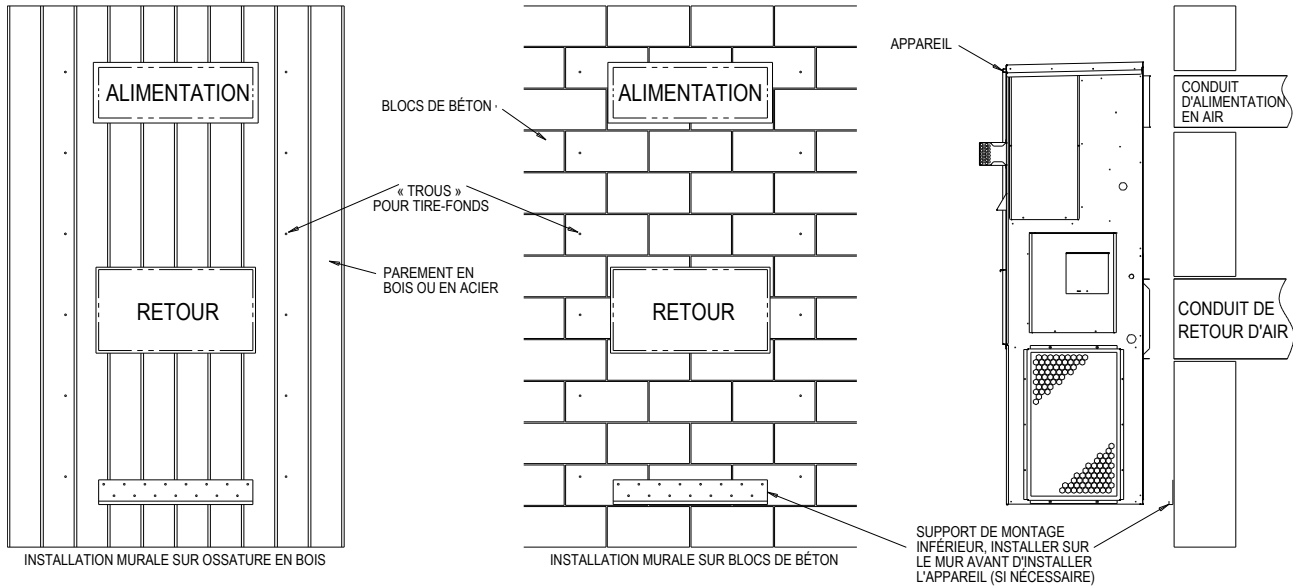 ALIMENTATION
RETOUR
INSTALLATION MURALE SUR OSSATURE EN BOIS
BLOCS DE BÉTON
« TROUS »
POUR TIRE-FONDS
PAREMENT EN
BOIS OU EN ACIER
ALIMENTATION
RETOUR
INSTALLATION MURALE SUR BLOCS DE BÉTON
APPAREIL
CONDUIT
D'ALIMENTATION
EN AIR
CONDUIT DE
RETOUR D'AIR
SUPPORT DE MONTAGE
INFÉRIEUR, INSTALLER SUR
LE MUR AVANT D'INSTALLER
L'APPAREIL (SI NÉCESSAIRE)